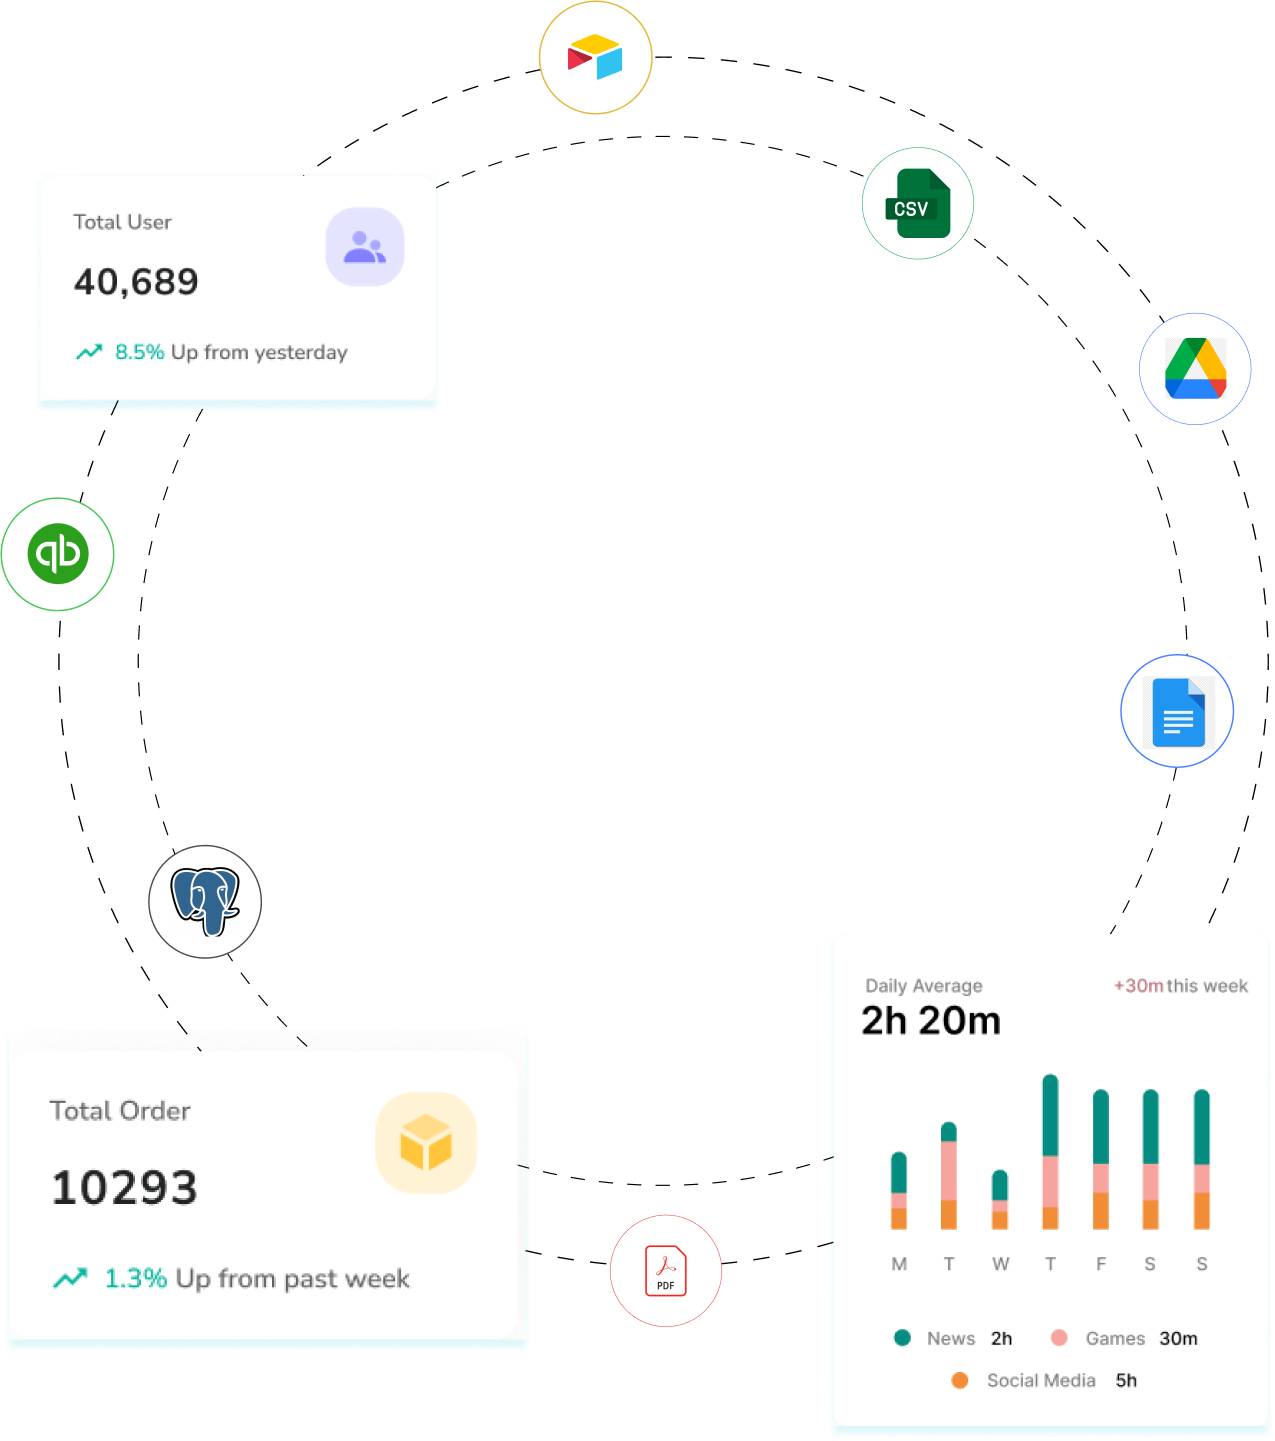 CSV
Total User
40,689
8.5% Up from yesterday
qb
Daily Average
+30m this week
2h 20m
M T W T F S S
News 2h Games 30m
Social Media 5h
Total Order
10293
1.3% Up from past week
PDF